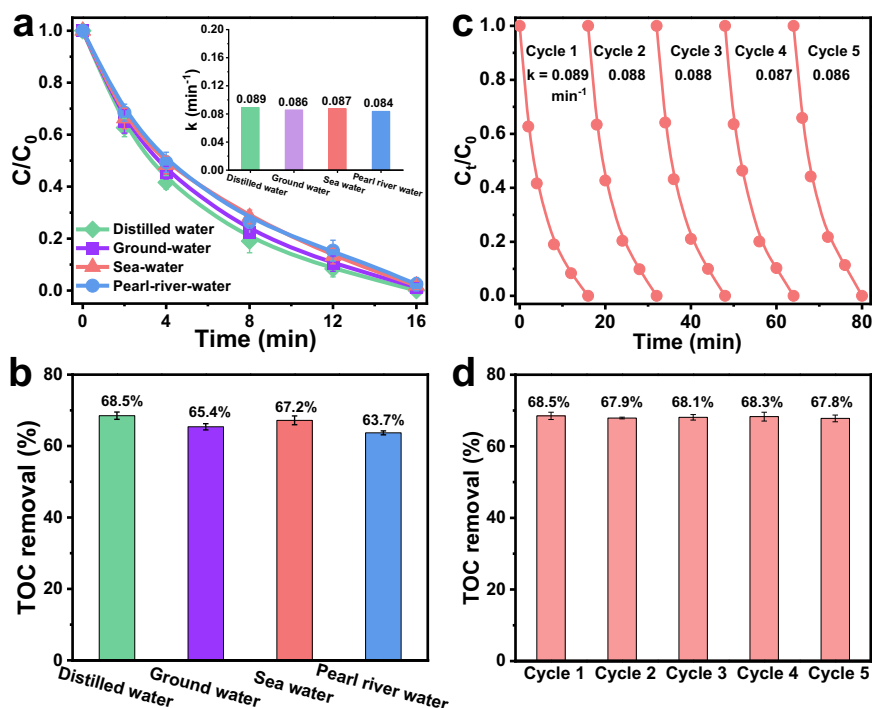 a
C/C0
1.0
0.8
0.6
0.4
0.2
0.0
0
4
8
12
16
Time (min)
Distilled water
Ground-water
Sea-water
Pearl-river-water
k (min⁻¹)
0.20
0.16
0.12
0.08
0.04
0.00
0.089
0.086
0.087
0.084
Distilled water
Ground water
Sea water
Pearl river water
c
Ct/C0
1.0
0.8
0.6
0.4
0.2
0.0
0
20
40
60
80
Time (min)
Cycle 1
Cycle 2
Cycle 3
Cycle 4
Cycle 5
k = 0.089
min⁻¹
0.088
0.088
0.087
0.086
b
TOC removal (%)
80
60
40
20
0
68.5%
65.4%
67.2%
63.7%
Distilled water
Ground water
Sea water
Pearl river water
d
TOC removal (%)
80
60
40
20
0
68.5%
67.9%
68.1%
68.3%
67.8%
Cycle 1
Cycle 2
Cycle 3
Cycle 4
Cycle 5